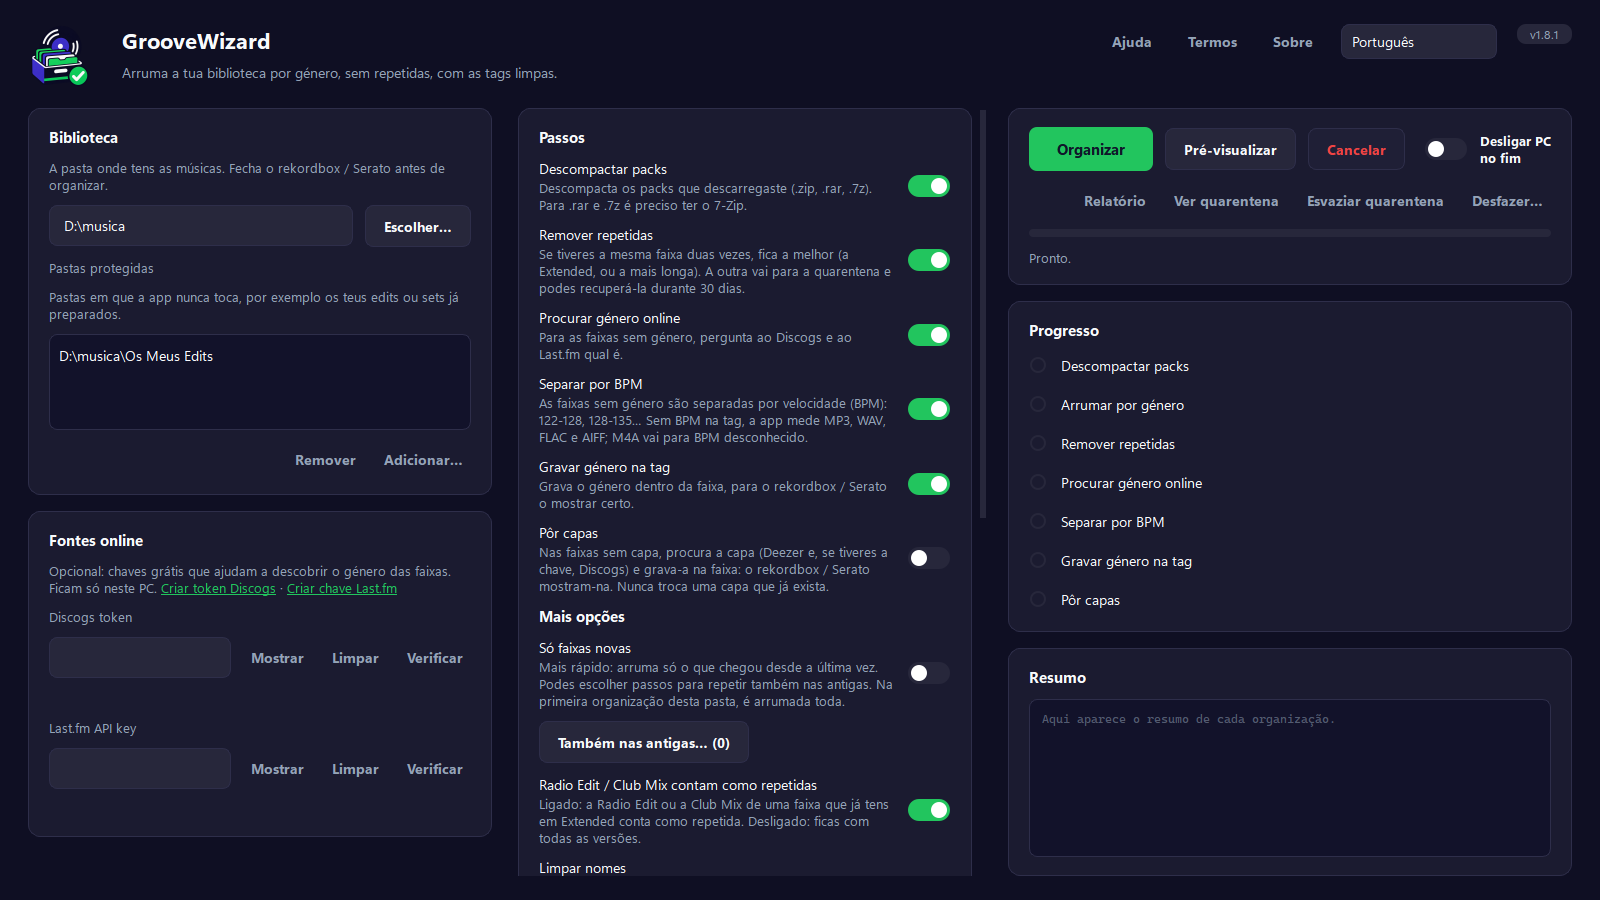 GrooveWizard
Arruma a tua biblioteca por género, sem repetidas, com as tags limpas.
Ajuda
Termos
Sobre
Português
v1.8.1
Biblioteca
A pasta onde tens as músicas. Fecha o rekordbox / Serato antes de
organizar.
D:\musica
Escolher...
Pastas protegidas
Pastas em que a app nunca toca, por exemplo os teus edits ou sets já
preparados.
D:\musica\Os Meus Edits
Remover
Adicionar...
Fontes online
Opcional: chaves grátis que ajudam a descobrir o género das faixas.
Ficam só neste PC. Criar token Discogs · Criar chave Last.fm
Discogs token
Mostrar
Limpar
Verificar
Last.fm API key
Mostrar
Limpar
Verificar
Passos
Descompactar packs
Descompacta os packs que descarregaste (.zip, .rar, .7z).
Para .rar e .7z é preciso ter o 7-Zip.
Remover repetidas
Se tiveres a mesma faixa duas vezes, fica a melhor (a
Extended, ou a mais longa). A outra vai para a quarentena e
podes recuperá-la durante 30 dias.
Procurar género online
Para as faixas sem género, pergunta ao Discogs e ao
Last.fm qual é.
Separar por BPM
As faixas sem género são separadas por velocidade (BPM):
122-128, 128-135... Sem BPM na tag, a app mede MP3, WAV,
FLAC e AIFF; M4A vai para BPM desconhecido.
Gravar género na tag
Grava o género dentro da faixa, para o rekordbox / Serato
o mostrar certo.
Pôr capas
Nas faixas sem capa, procura a capa (Deezer e, se tiveres a
chave, Discogs) e grava-a na faixa: o rekordbox / Serato
mostram-na. Nunca troca uma capa que já exista.
Mais opções
Só faixas novas
Mais rápido: arruma só o que chegou desde a última vez.
Podes escolher passos para repetir também nas antigas. Na
primeira organização desta pasta, é arrumada toda.
Também nas antigas... (0)
Radio Edit / Club Mix contam como repetidas
Ligado: a Radio Edit ou a Club Mix de uma faixa que já tens
em Extended conta como repetida. Desligado: ficas com
todas as versões.
Limpar nomes
Organizar
Pré-visualizar
Cancelar
Desligar PC
no fim
Relatório
Ver quarentena
Esvaziar quarentena
Desfazer...
Pronto.
Progresso
Descompactar packs
Arrumar por género
Remover repetidas
Procurar género online
Separar por BPM
Gravar género na tag
Pôr capas
Resumo
Aqui aparece o resumo de cada organização.